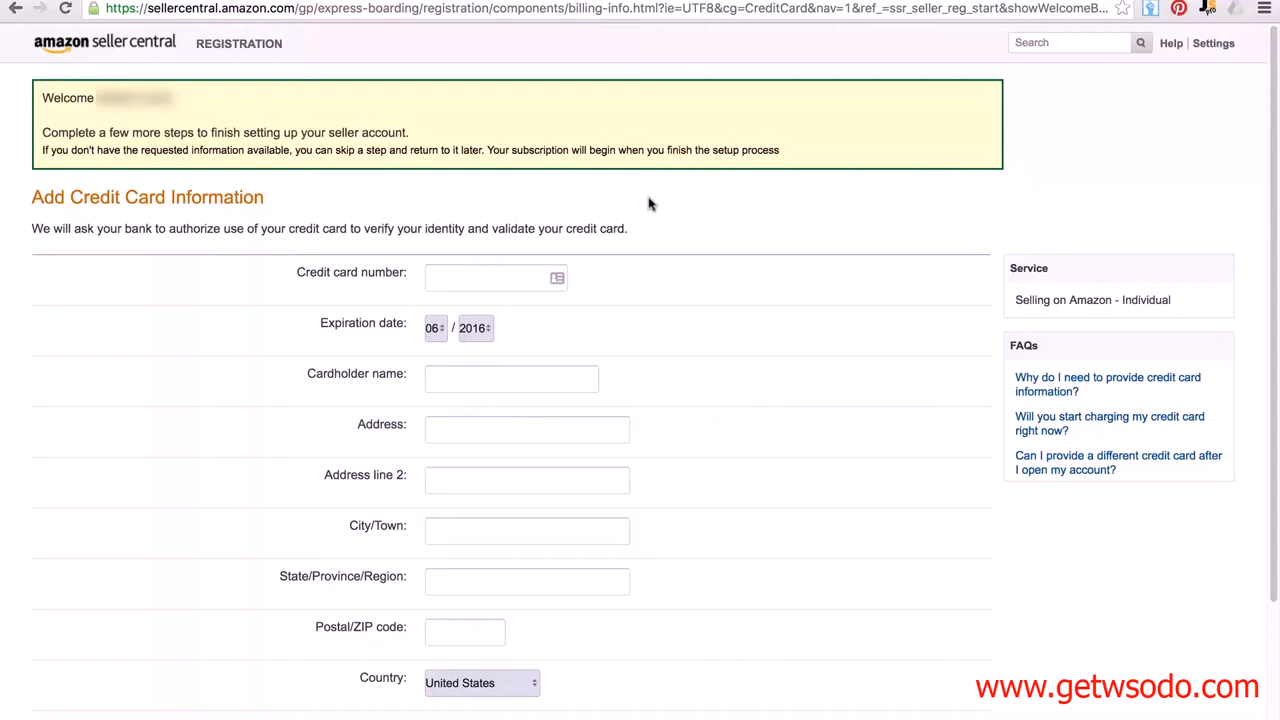 https://sellercentral.amazon.com/gp/express-boarding/registration/components/billing-info.html?ie=UTF8&cg=CreditCard&nav=1&ref_=ssr_seller_reg_start&showWelcomeB...
amazon seller central REGISTRATION Search Help | Settings
Welcome
Complete a few more steps to finish setting up your seller account.
If you don't have the requested information available, you can skip a step and return to it later. Your subscription will begin when you finish the setup process
Add Credit Card Information
We will ask your bank to authorize use of your credit card to verify your identity and validate your credit card.
Credit card number:
Expiration date: 06 / 2016
Cardholder name:
Address:
Address line 2:
City/Town:
State/Province/Region:
Postal/ZIP code:
Country: United States
Service
Selling on Amazon - Individual
FAQs
Why do I need to provide credit card
information?
Will you start charging my credit card
right now?
Can I provide a different credit card after
I open my account?
www.getwsodo.com